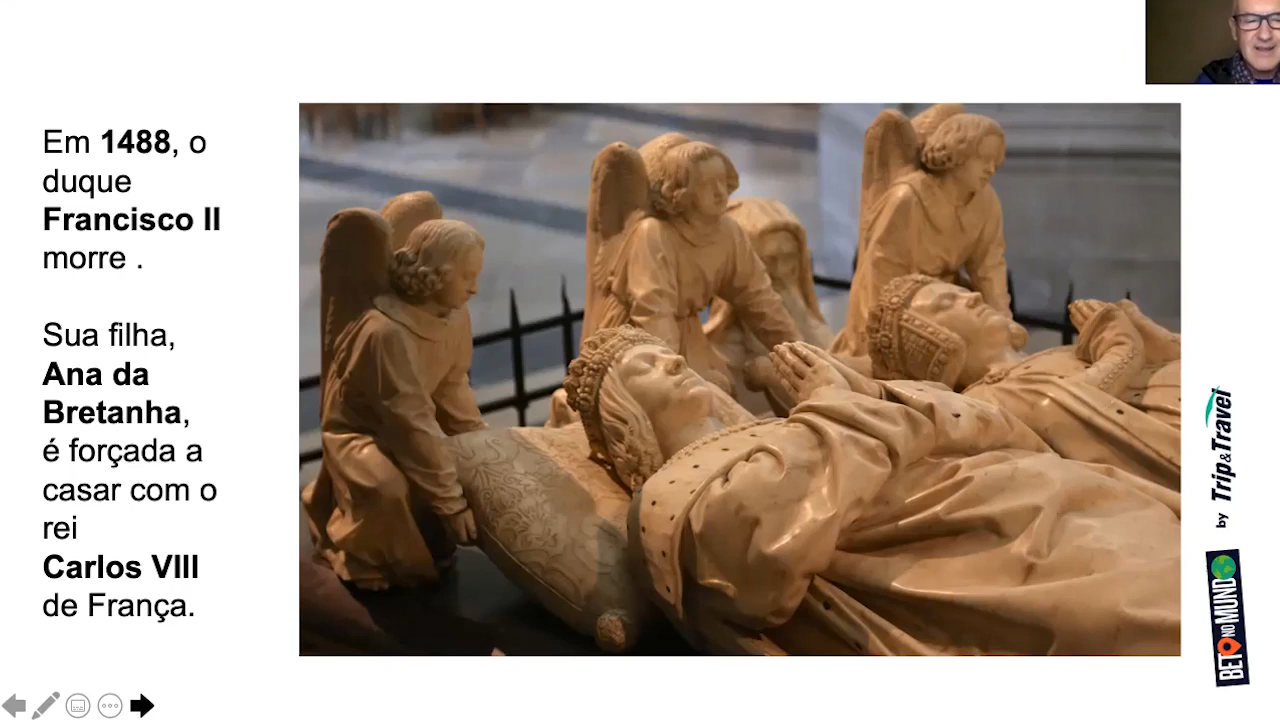 Em 1488, o
duque
Francisco II
morre .
Sua filha,
Ana da
Bretanha,
é forçada a
casar com o
rei
Carlos VIII
de França.
by Trip&Travel
BETO NO MUNDO